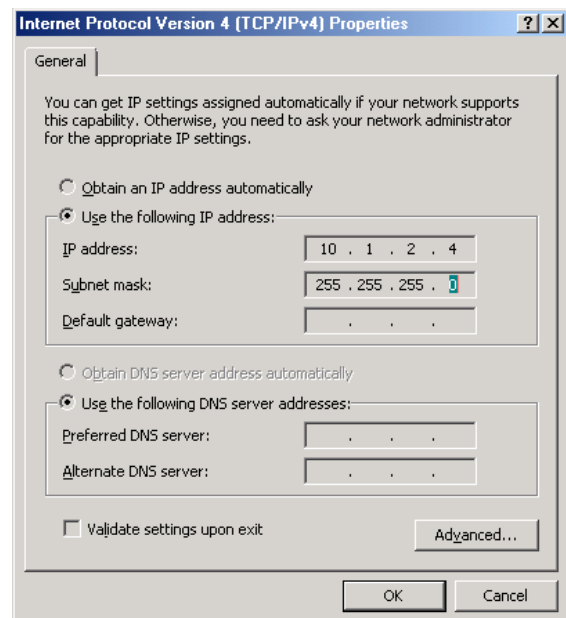 Internet Protocol Version 4 (TCP/IPv4) Properties ? X
General
You can get IP settings assigned automatically if your network supports
this capability. Otherwise, you need to ask your network administrator
for the appropriate IP settings.
Obtain an IP address automatically
Use the following IP address:
IP address: 10 . 1 . 2 . 4
Subnet mask: 255 . 255 . 255 . 0
Default gateway: . . .
Obtain DNS server address automatically
Use the following DNS server addresses:
Preferred DNS server: . . .
Alternate DNS server: . . .
Validate settings upon exit
Advanced...
OK Cancel